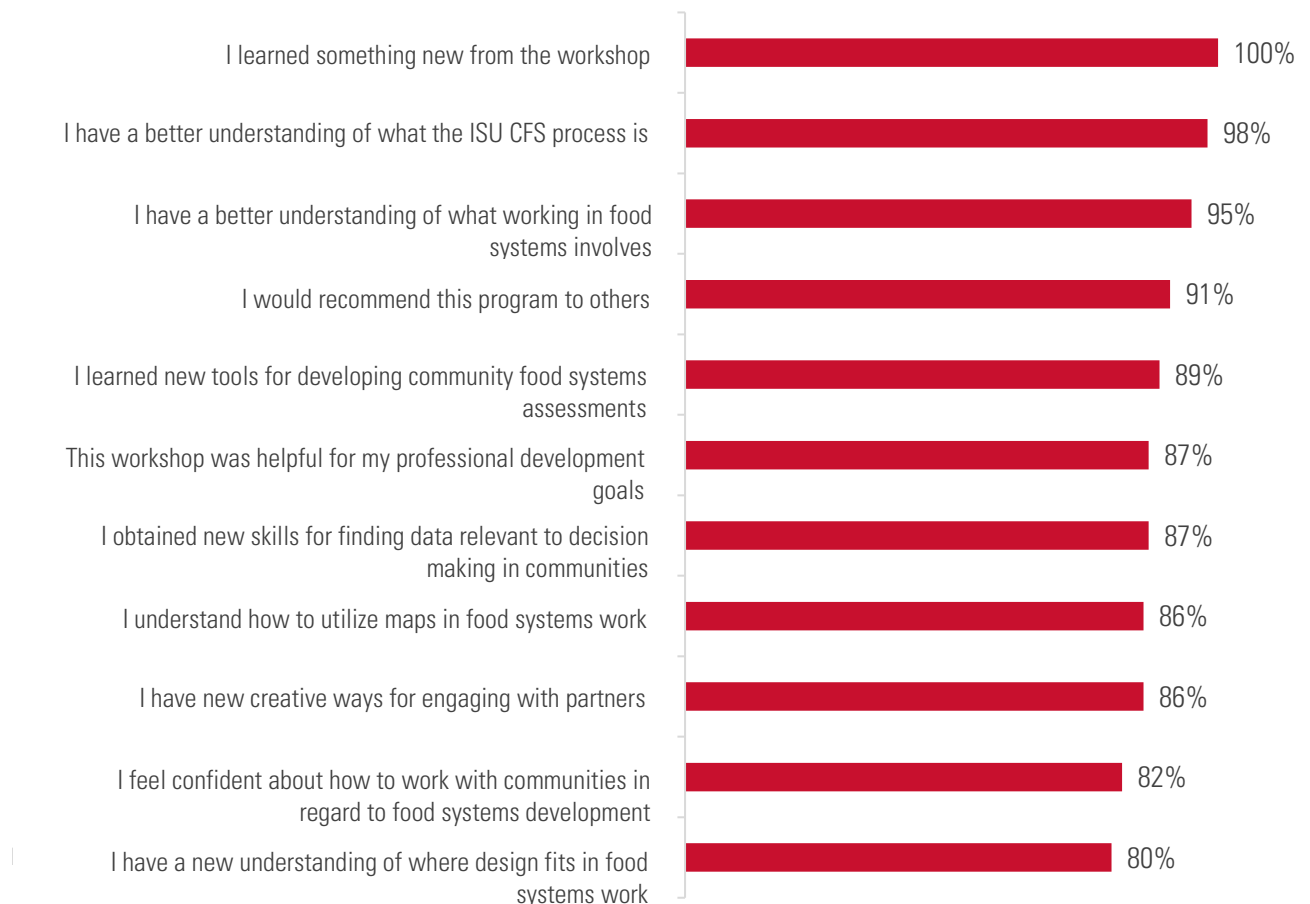 I learned something new from the workshop
100%
I have a better understanding of what the ISU CFS process is
98%
I have a better understanding of what working in food
systems involves
95%
I would recommend this program to others
91%
I learned new tools for developing community food systems
assessments
89%
This workshop was helpful for my professional development
goals
87%
I obtained new skills for finding data relevant to decision
making in communities
87%
I understand how to utilize maps in food systems work
86%
I have new creative ways for engaging with partners
86%
I feel confident about how to work with communities in
regard to food systems development
82%
I have a new understanding of where design fits in food
systems work
80%